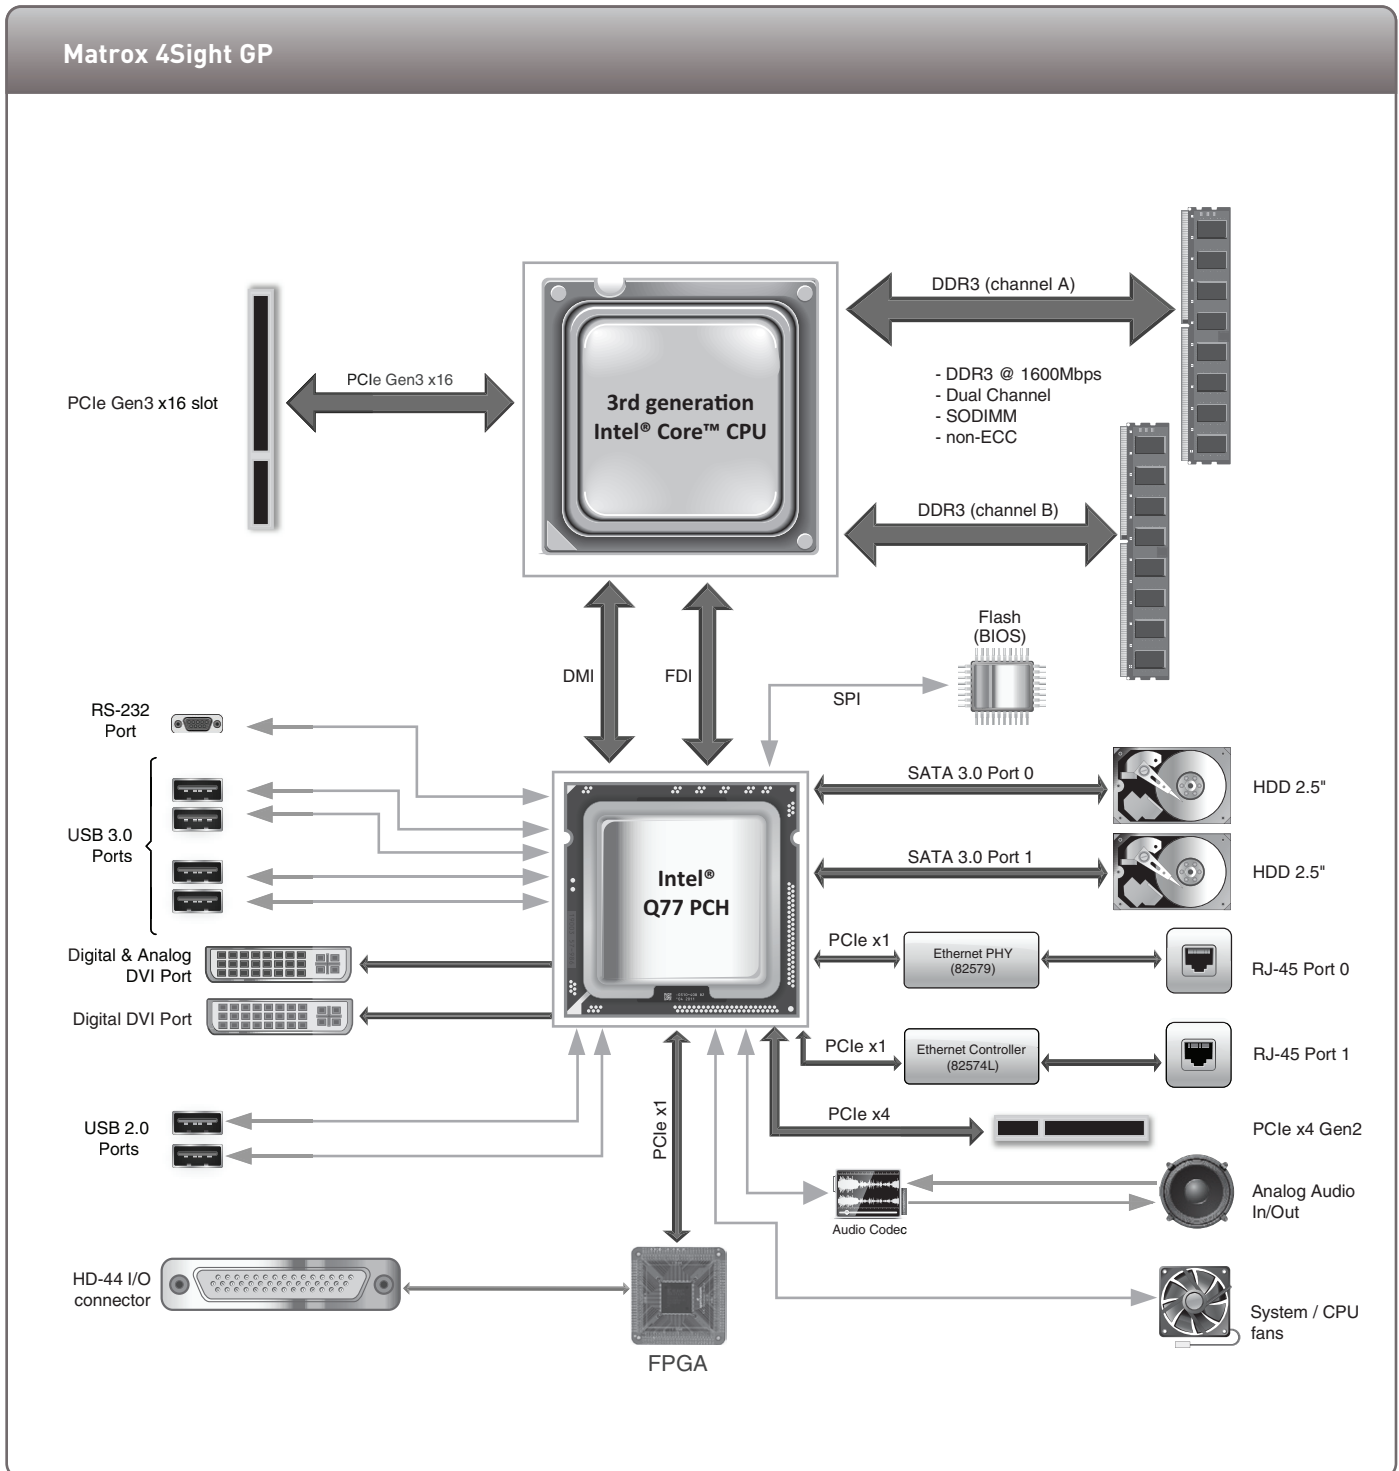 Matrox 4Sight GP
DDR3 (channel A)
PCIe Gen3 x16
PCIe Gen3 x16 slot
3rd generation
Intel® Core™ CPU
- DDR3 @ 1600Mbps
- Dual Channel
- SODIMM
- non-ECC
DDR3 (channel B)
Flash
(BIOS)
DMI
FDI
SPI
RS-232
Port
USB 3.0
Ports
SATA 3.0 Port 0
HDD 2.5"
SATA 3.0 Port 1
HDD 2.5"
Intel®
Q77 PCH
Digital & Analog
DVI Port
PCIe x1
Ethernet PHY
(82579)
RJ-45 Port 0
Digital DVI Port
PCIe x1
Ethernet Controller
(82574L)
RJ-45 Port 1
USB 2.0
Ports
PCIe x1
PCIe x4
PCIe x4 Gen2
Audio Codec
Analog Audio
In/Out
HD-44 I/O
connector
FPGA
System / CPU
fans